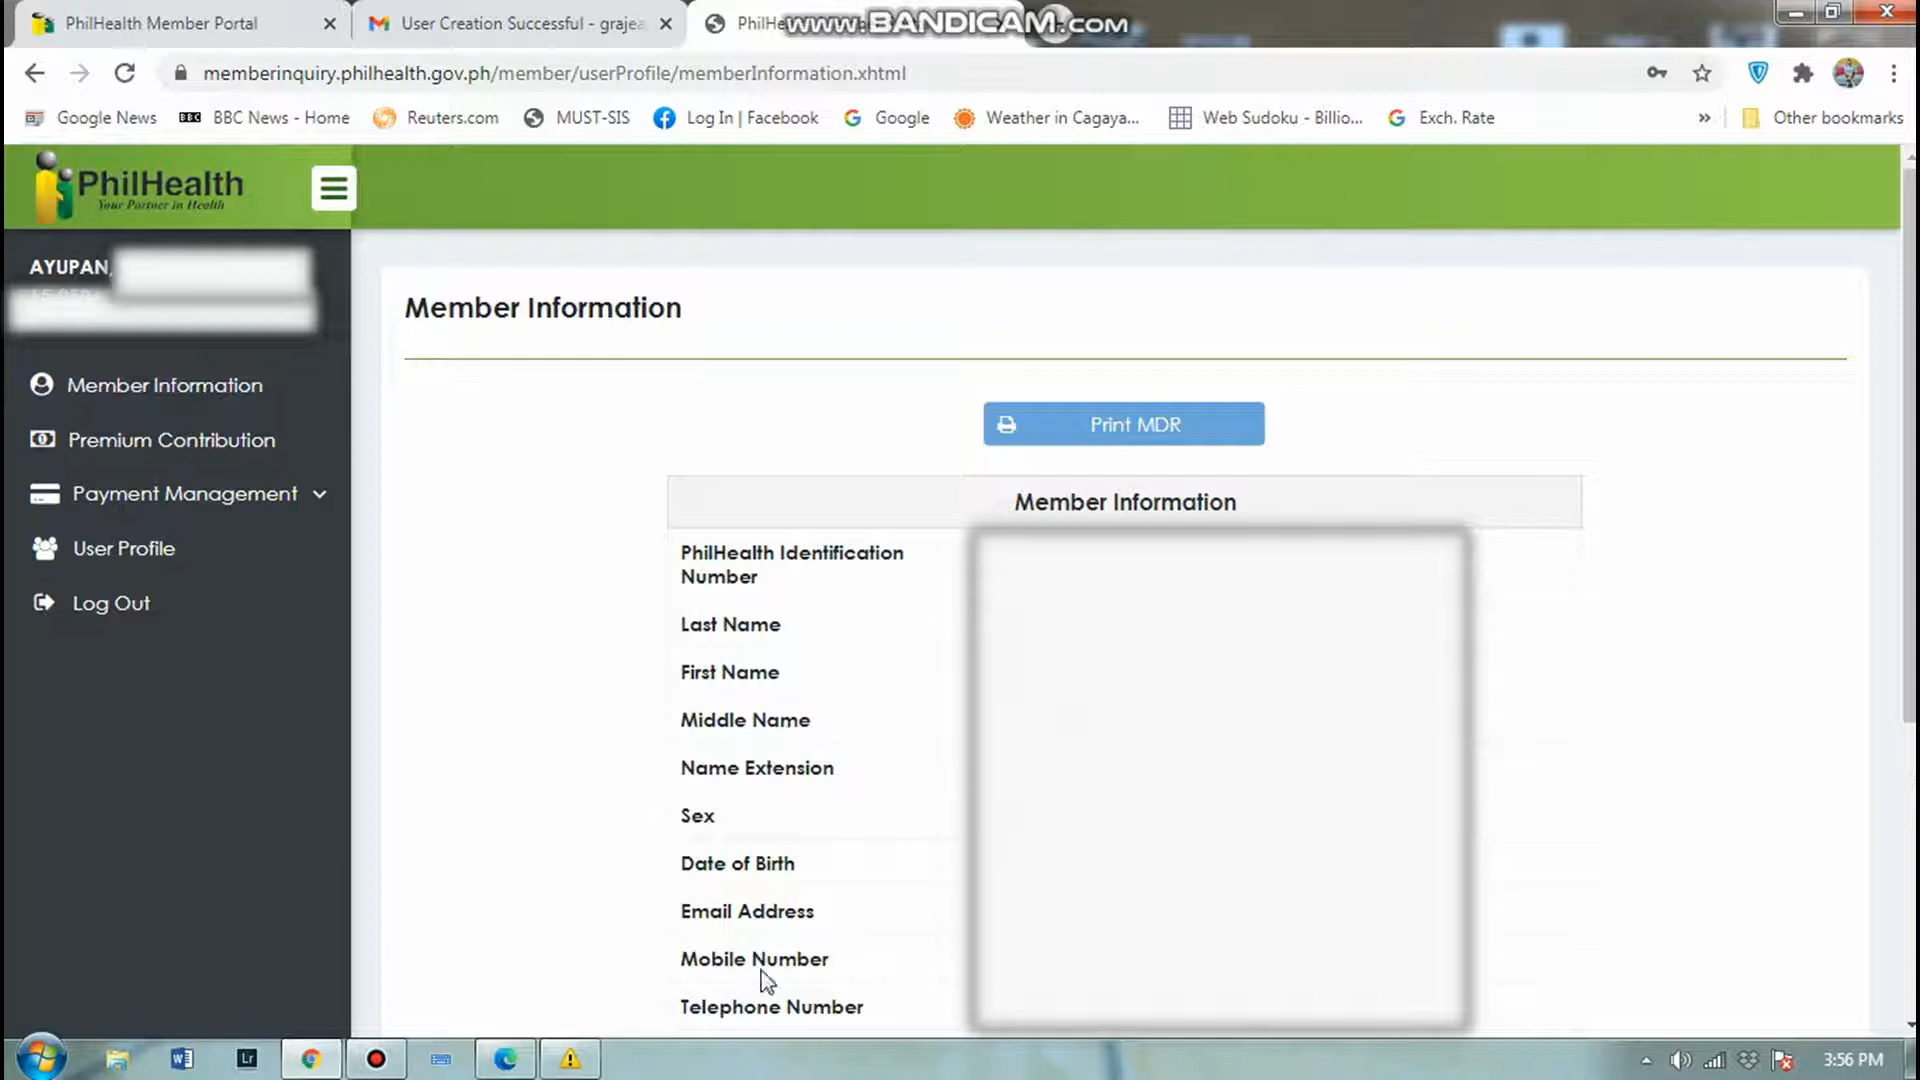 PhilHealth Member Portal
User Creation Successful - grajea
PhilHe
www.BANDICAM.com
memberinquiry.philhealth.gov.ph/member/userProfile/memberInformation.xhtml
Google News
BBC
BBC News - Home
Reuters.com
MUST-SIS
Log In | Facebook
Google
Weather in Cagaya...
Web Sudoku - Billio...
Exch. Rate
»
Other bookmarks
PhilHealth
Your Partner in Health
AYUPAN,
Member Information
Premium Contribution
Payment Management
User Profile
Log Out
Member Information
Print MDR
Member Information
PhilHealth Identification
Number
Last Name
First Name
Middle Name
Name Extension
Sex
Date of Birth
Email Address
Mobile Number
Telephone Number
Lr
3:56 PM